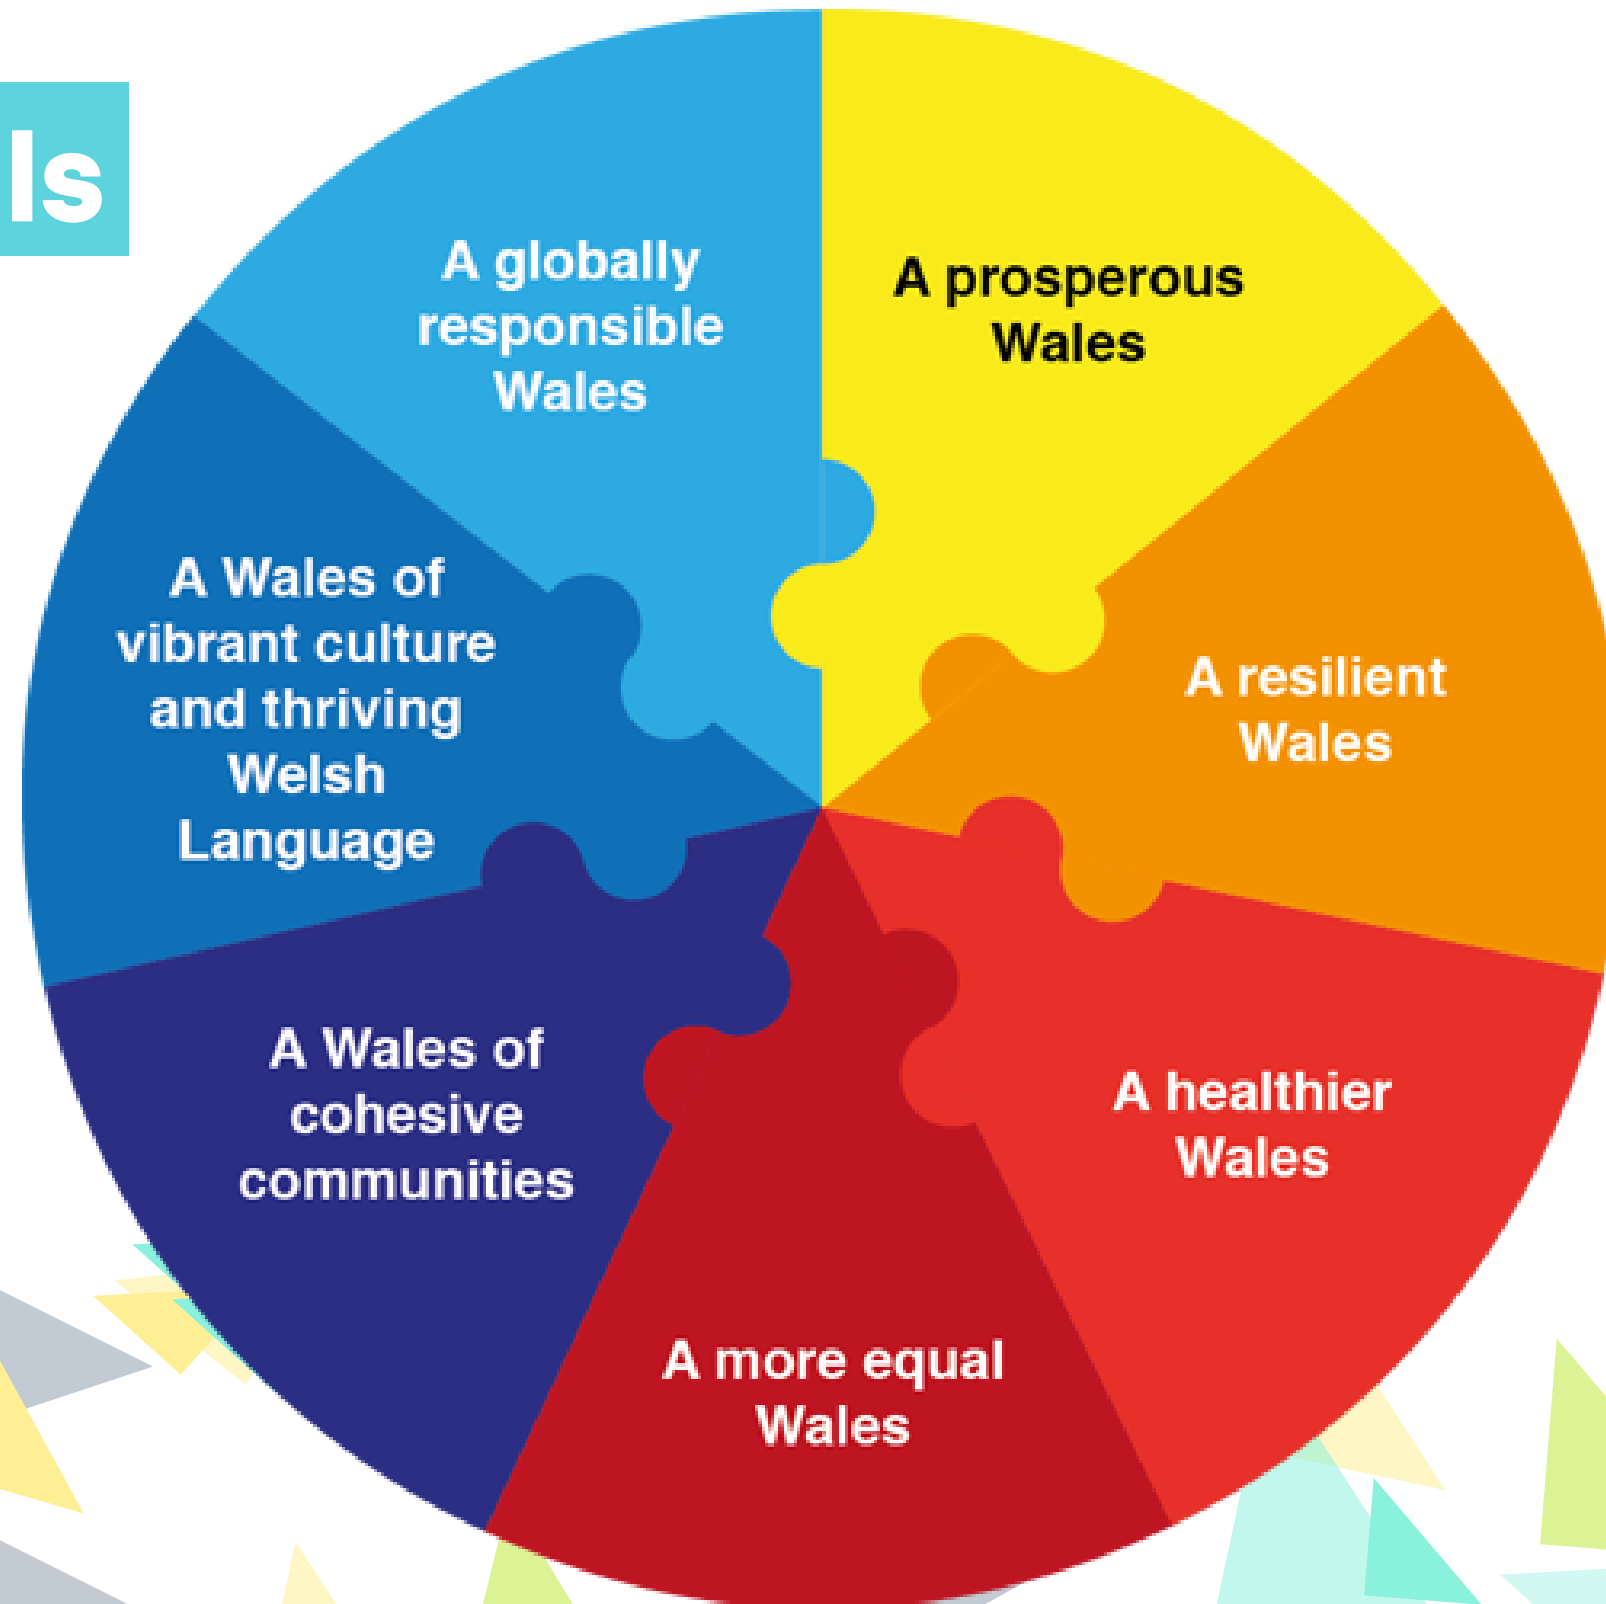 ls
A globally
responsible
Wales
A prosperous
Wales
A resilient
Wales
A healthier
Wales
A more equal
Wales
A Wales of
cohesive
communities
A Wales of
vibrant culture
and thriving
Welsh
Language